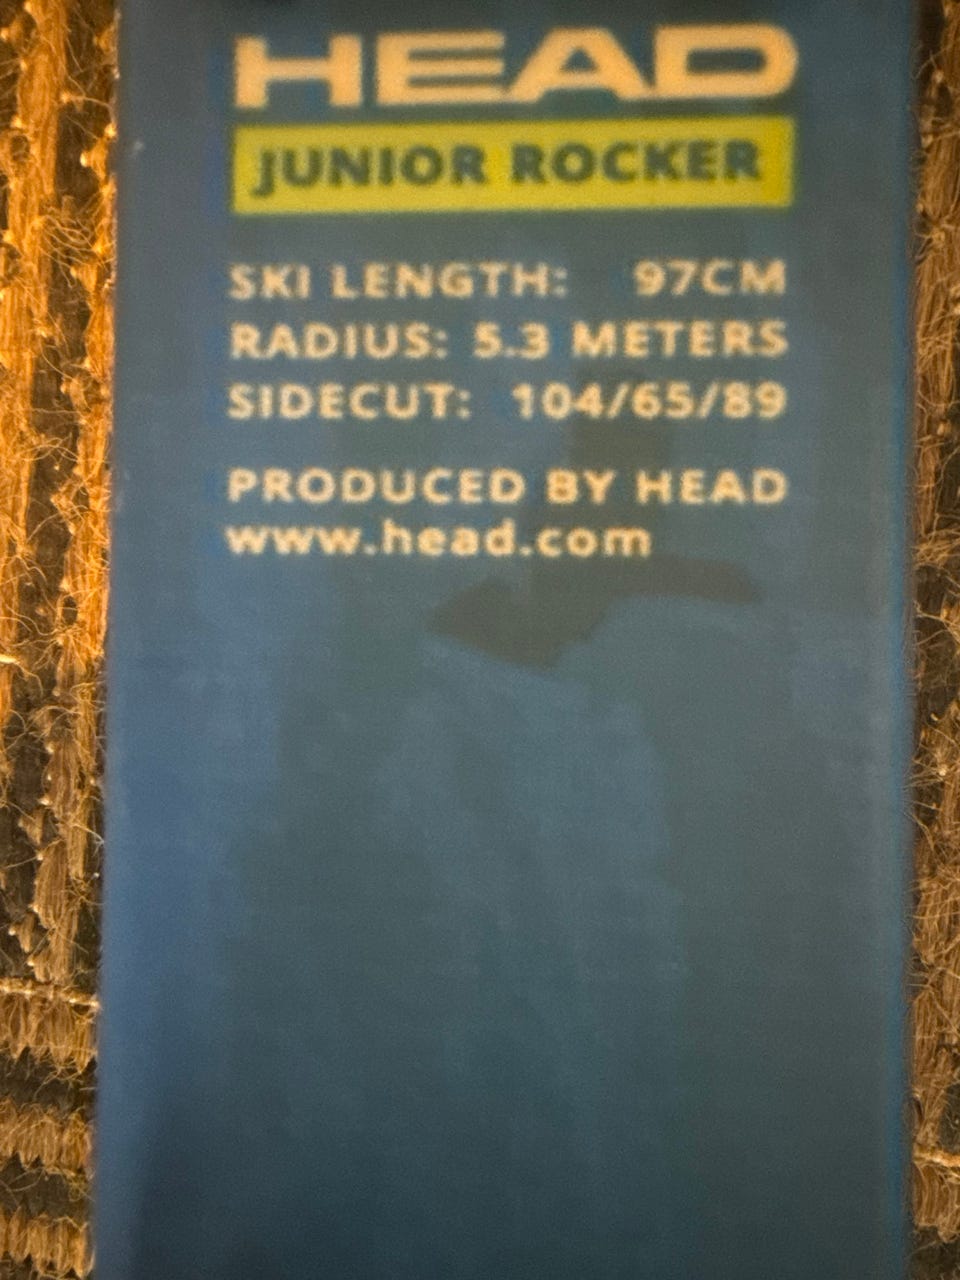 HEAD
JUNIOR ROCKER
SKI LENGTH: 97CM
RADIUS: 5.3 METERS
SIDECUT: 104/65/89
PRODUCED BY HEAD
www.head.com